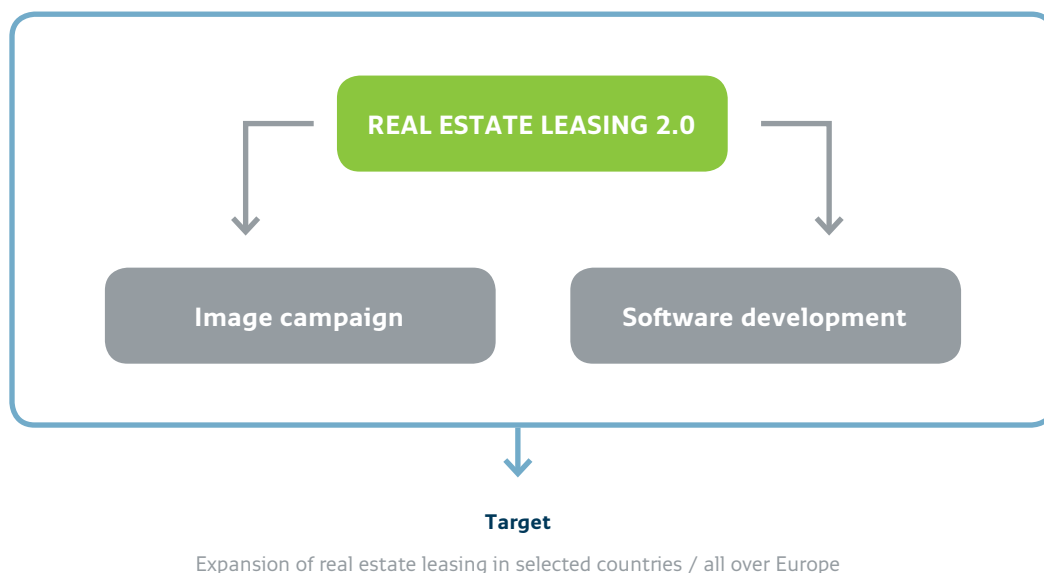 REAL ESTATE LEASING 2.0
Image campaign
Software development
Target
Expansion of real estate leasing in selected countries / all over Europe